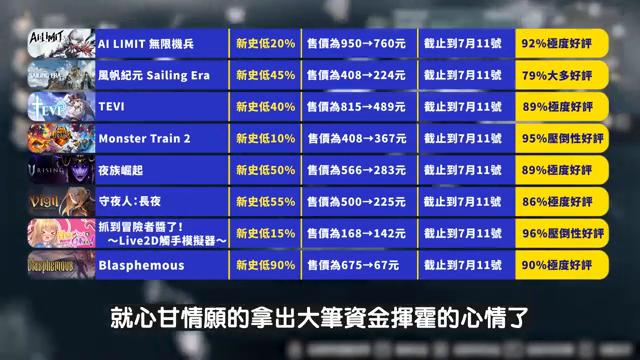 AI LIMIT
AI LIMIT 無限機兵 新史低20% 售價為950→760元 截止到7月11號 92%極度好評
SAILING ERA
風帆紀元 Sailing Era 新史低45% 售價為408→224元 截止到7月11號 79%大多好評
TEVI
TEVI 新史低40% 售價為815→489元 截止到7月11號 89%極度好評
Monster Train 2 新史低10% 售價為408→367元 截止到7月11號 95%壓倒性好評
V RISING
夜族崛起 新史低50% 售價為566→283元 截止到7月11號 89%極度好評
Vigil
守夜人：長夜 新史低55% 售價為500→225元 截止到7月11號 86%極度好評
抓到冒險者醬了！
～Live2D觸手模擬器～ 新史低15% 售價為168→142元 截止到7月11號 96%壓倒性好評
Blasphemous
Blasphemous 新史低90% 售價為675→67元 截止到7月11號 90%極度好評
就心甘情願的拿出大筆資金揮霍的心情了